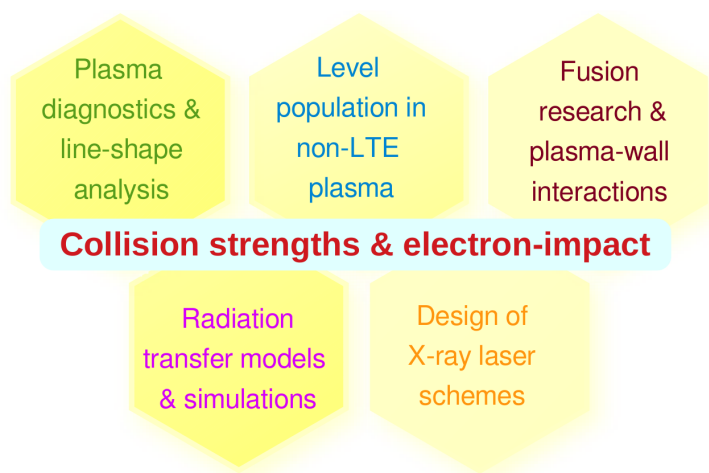 Plasma
diagnostics &
line-shape
analysis
Level
population in
non-LTE
plasma
Fusion
research &
plasma-wall
interactions
Collision strengths & electron-impact
Radiation
transfer models
& simulations
Design of
X-ray laser
schemes